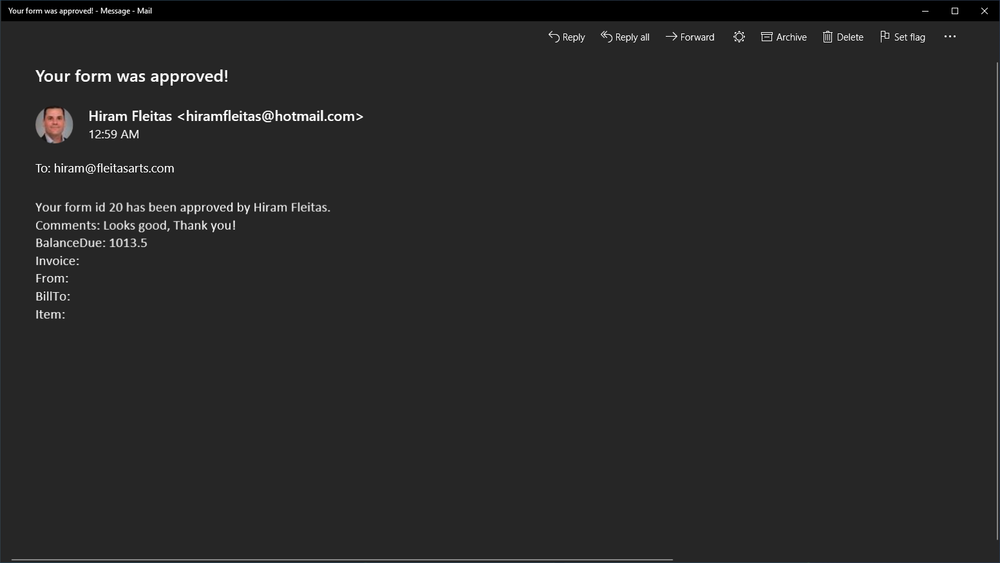 Your form was approved! - Message - Mail
Reply Reply all Forward Archive Delete Set flag
Your form was approved!
Hiram Fleitas <hiramfleitas@hotmail.com>
12:59 AM
To: hiram@fleitasarts.com
Your form id 20 has been approved by Hiram Fleitas.
Comments: Looks good, Thank you!
BalanceDue: 1013.5
Invoice:
From:
BillTo:
Item: